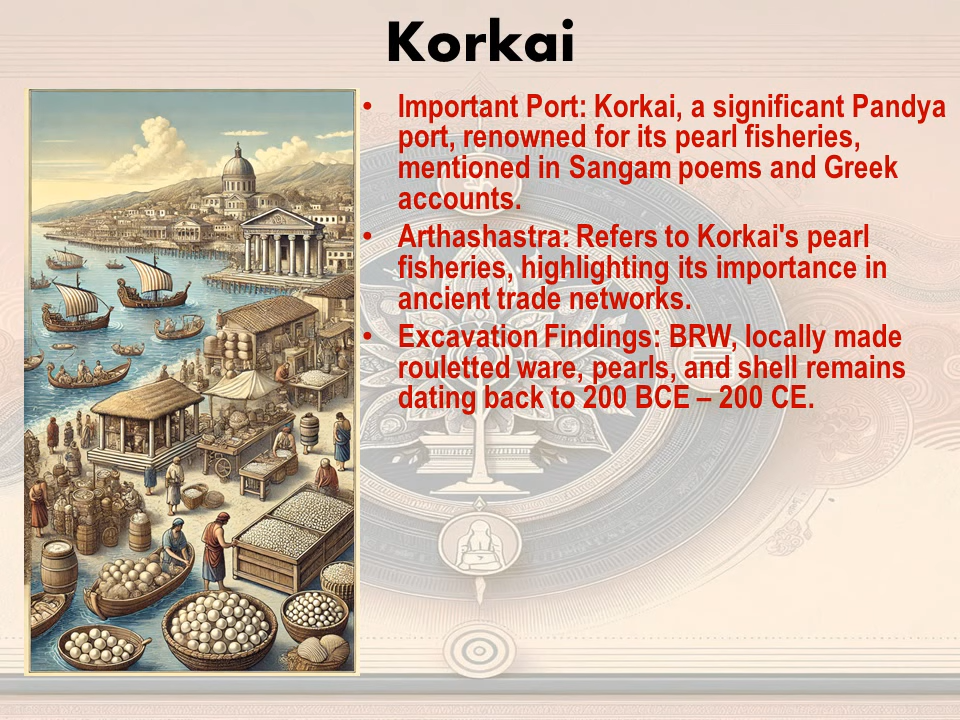 Korkai
• Important Port: Korkai, a significant Pandya
port, renowned for its pearl fisheries,
mentioned in Sangam poems and Greek
accounts.
• Arthashastra: Refers to Korkai's pearl
fisheries, highlighting its importance in
ancient trade networks.
• Excavation Findings: BRW, locally made
rouletted ware, pearls, and shell remains
dating back to 200 BCE – 200 CE.